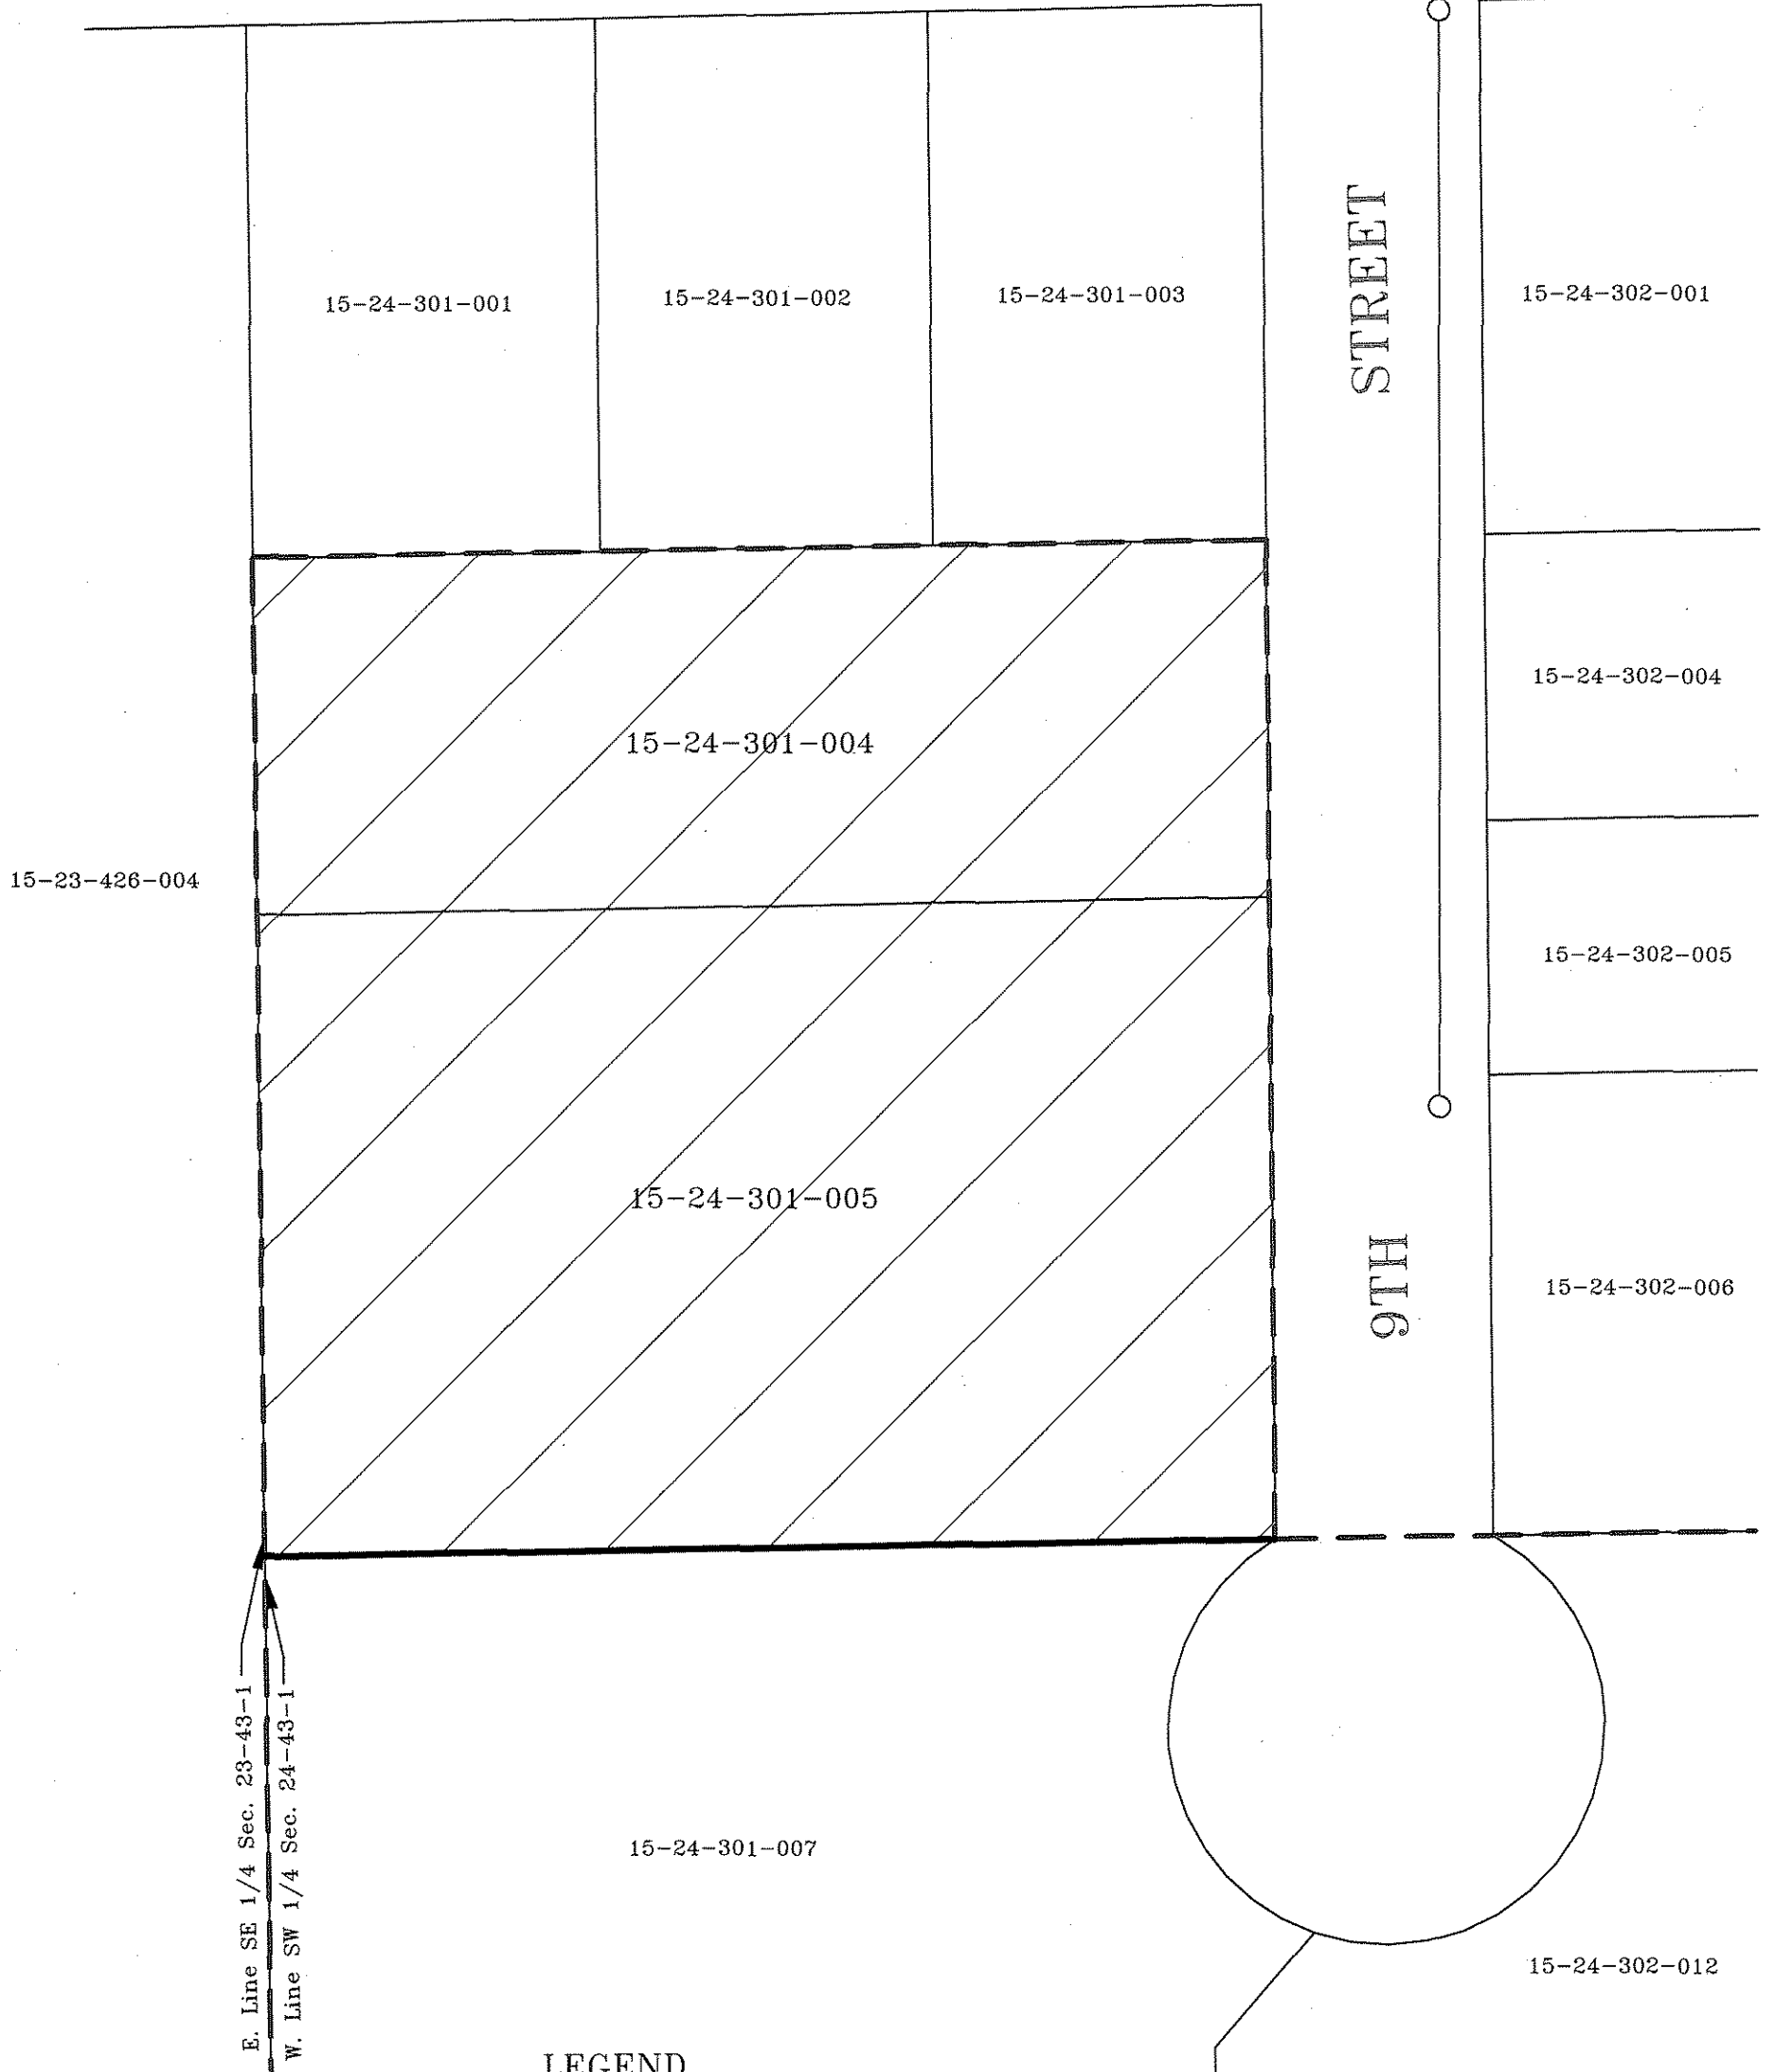 15-24-301-001
15-24-301-002
15-24-301-003
STREET
15-24-302-001
15-24-302-004
15-24-301-004
15-23-426-004
15-24-302-005
15-24-301-005
9TH
15-24-302-006
E. Line SE 1/4 Sec. 23-43-1
W. Line SW 1/4 Sec. 24-43-1
15-24-301-007
15-24-302-012
LEGEND